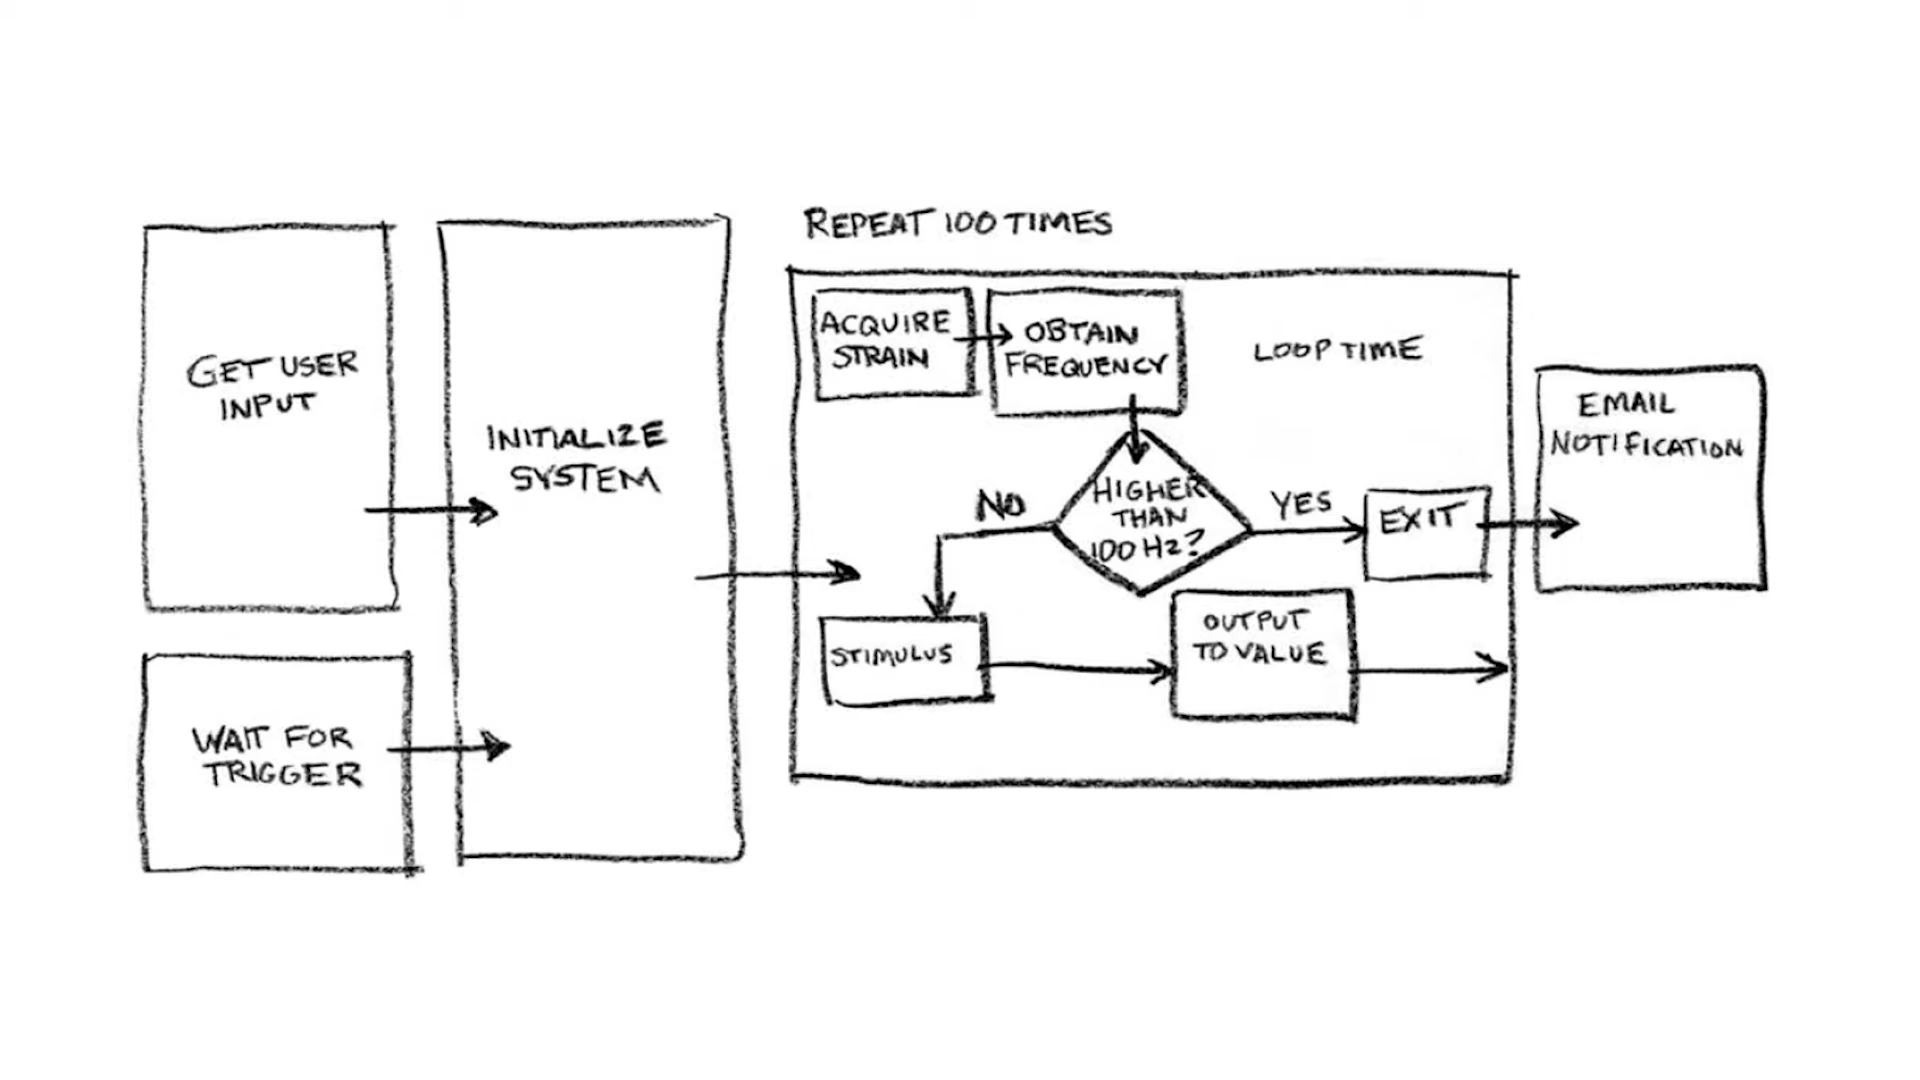 GET USER
INPUT
WAIT FOR
TRIGGER
INITIALIZE
SYSTEM
REPEAT 100 TIMES
ACQUIRE
STRAIN
OBTAIN
FREQUENCY
LOOP TIME
HIGHER
THAN
100 HZ?
NO
YES
EXIT
STIMULUS
OUTPUT
TO VALUE
EMAIL
NOTIFICATION